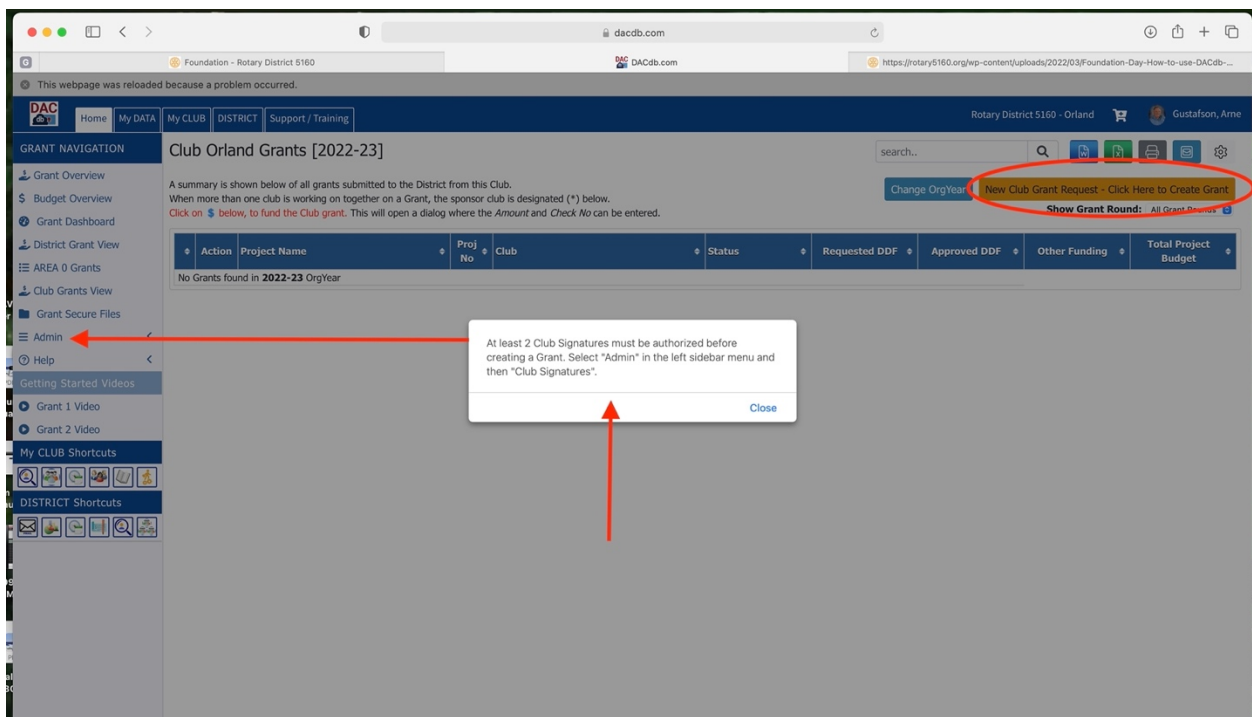 dacdb.com
G
Foundation - Rotary District 5160
DAC DACdb.com
https://rotary5160.org/wp-content/uploads/2022/03/Foundation-Day-How-to-use-DACdb-...
This webpage was reloaded because a problem occurred.
DAC
db
Home
My DATA
My CLUB
DISTRICT
Support / Training
Rotary District 5160 - Orland
Gustafson, Arne
GRANT NAVIGATION
Grant Overview
$ Budget Overview
Grant Dashboard
District Grant View
AREA 0 Grants
Club Grants View
Grant Secure Files
Admin
Help
Getting Started Videos
Grant 1 Video
Grant 2 Video
My CLUB Shortcuts
DISTRICT Shortcuts
Club Orland Grants [2022-23]
search..
A summary is shown below of all grants submitted to the District from this Club.
When more than one club is working on together on a Grant, the sponsor club is designated (*) below.
Click on $ below, to fund the Club grant. This will open a dialog where the Amount and Check No can be entered.
Change OrgYear
New Club Grant Request - Click Here to Create Grant
Show Grant Round: All Grant Rounds
Action
Project Name
Proj No
Club
Status
Requested DDF
Approved DDF
Other Funding
Total Project Budget
No Grants found in 2022-23 OrgYear
At least 2 Club Signatures must be authorized before
creating a Grant. Select "Admin" in the left sidebar menu and
then "Club Signatures".
Close